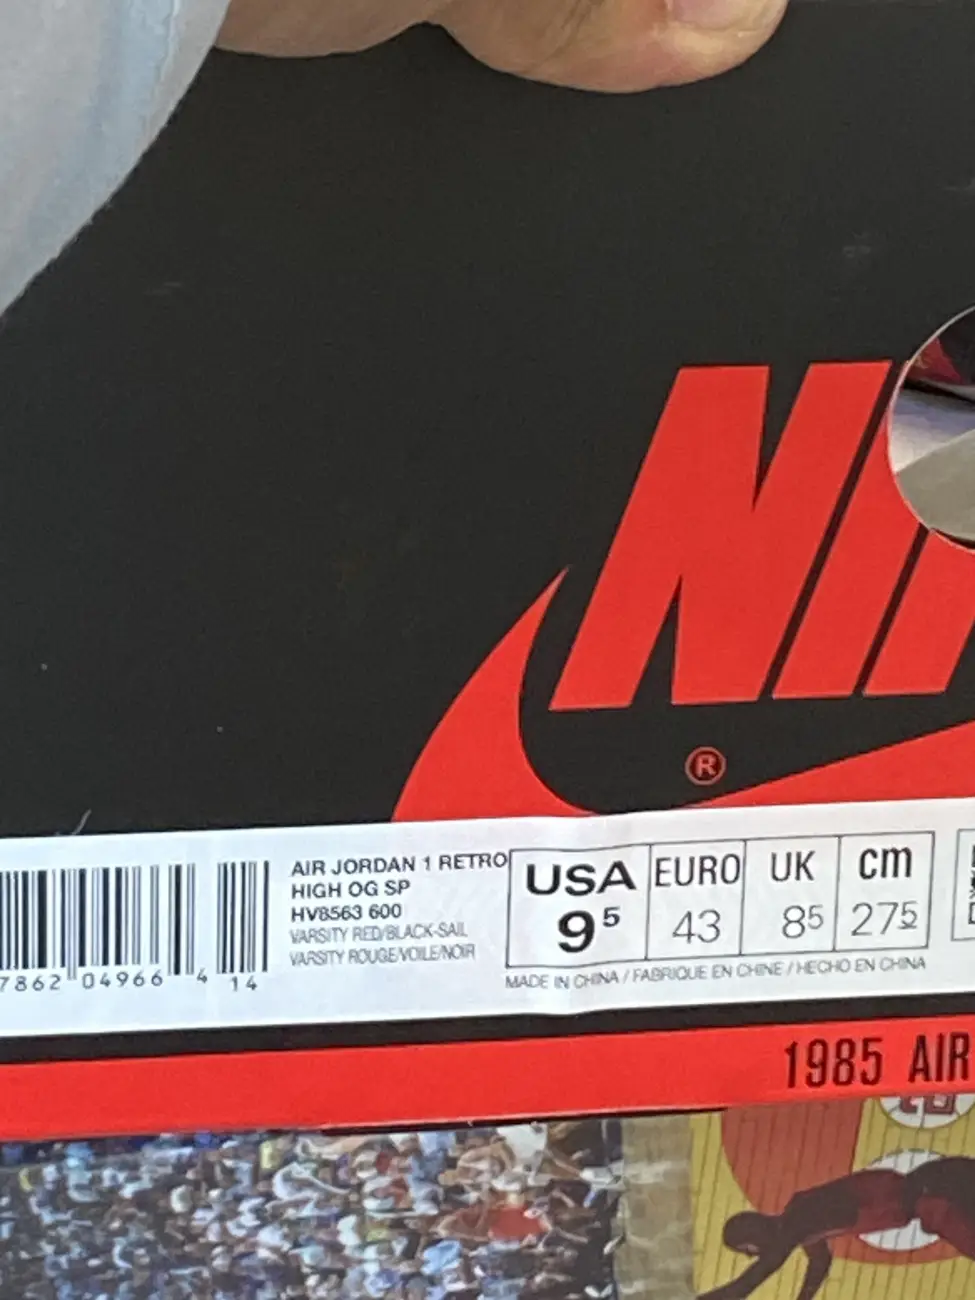 NI
®
AIR JORDAN 1 RETRO
HIGH OG SP
HV8563 600
VARSITY RED/BLACK-SAIL
VARSITY ROUGE/VOILE/NOIR
7862 04966 4
14
USA EURO UK cm
9⁵ 43 8⁵ 27⁵
MADE IN CHINA / FABRIQUE EN CHINE / HECHO EN CHINA
1985 AIR